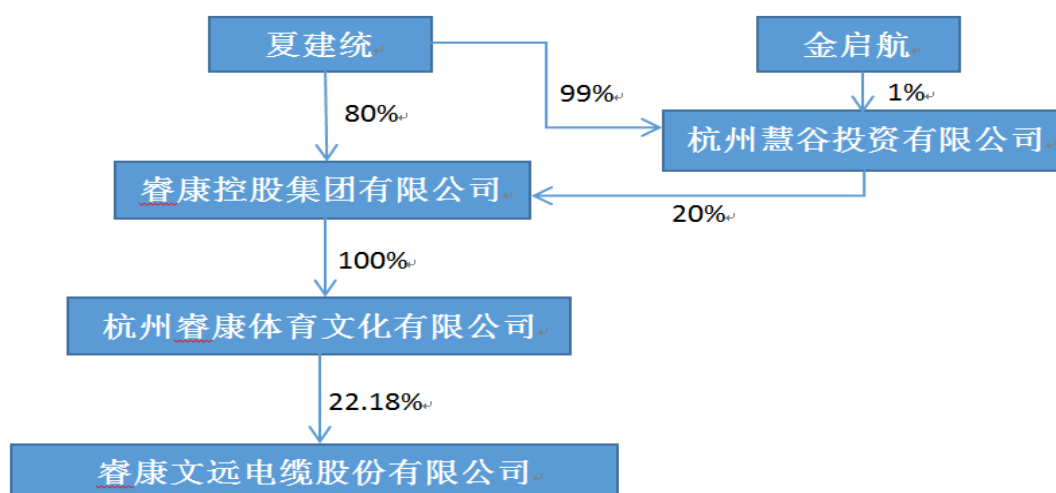 夏建统
金启航
80%
99%
1%
杭州慧谷投资有限公司
睿康控股集团有限公司
20%
100%
杭州睿康体育文化有限公司
22.18%
睿康文远电缆股份有限公司